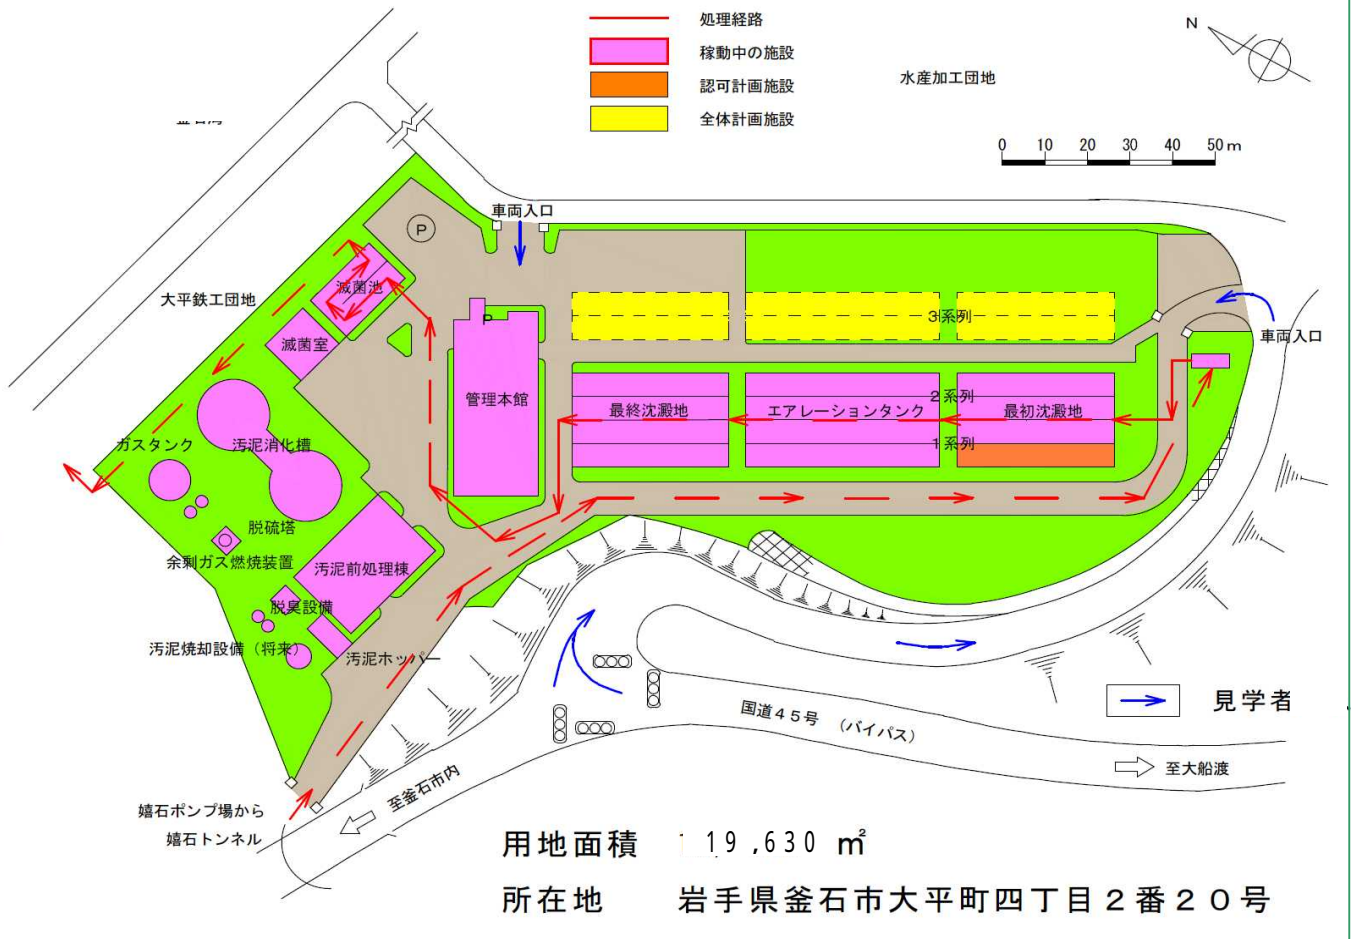 処理経路
稼動中の施設
認可計画施設
全体計画施設
水産加工団地
N
0 10 20 30 40 50 m
車両入口
P
大平鉄工団地
滅菌池
滅菌室
P
管理本館
3系列
2系列
1系列
最終沈澱地
エアレーションタンク
最初沈澱地
車両入口
ガスタンク
汚泥消化槽
脱硫塔
余剰ガス燃焼装置
汚泥前処理棟
脱臭設備
汚泥焼却設備（将来）
汚泥ホッパー
国道45号 （バイパス）
見学者
至大船渡
至釜石市内
嬉石ポンプ場から
嬉石トンネル
用地面積 19,630 ㎡
所在地 岩手県釜石市大平町四丁目2番20号